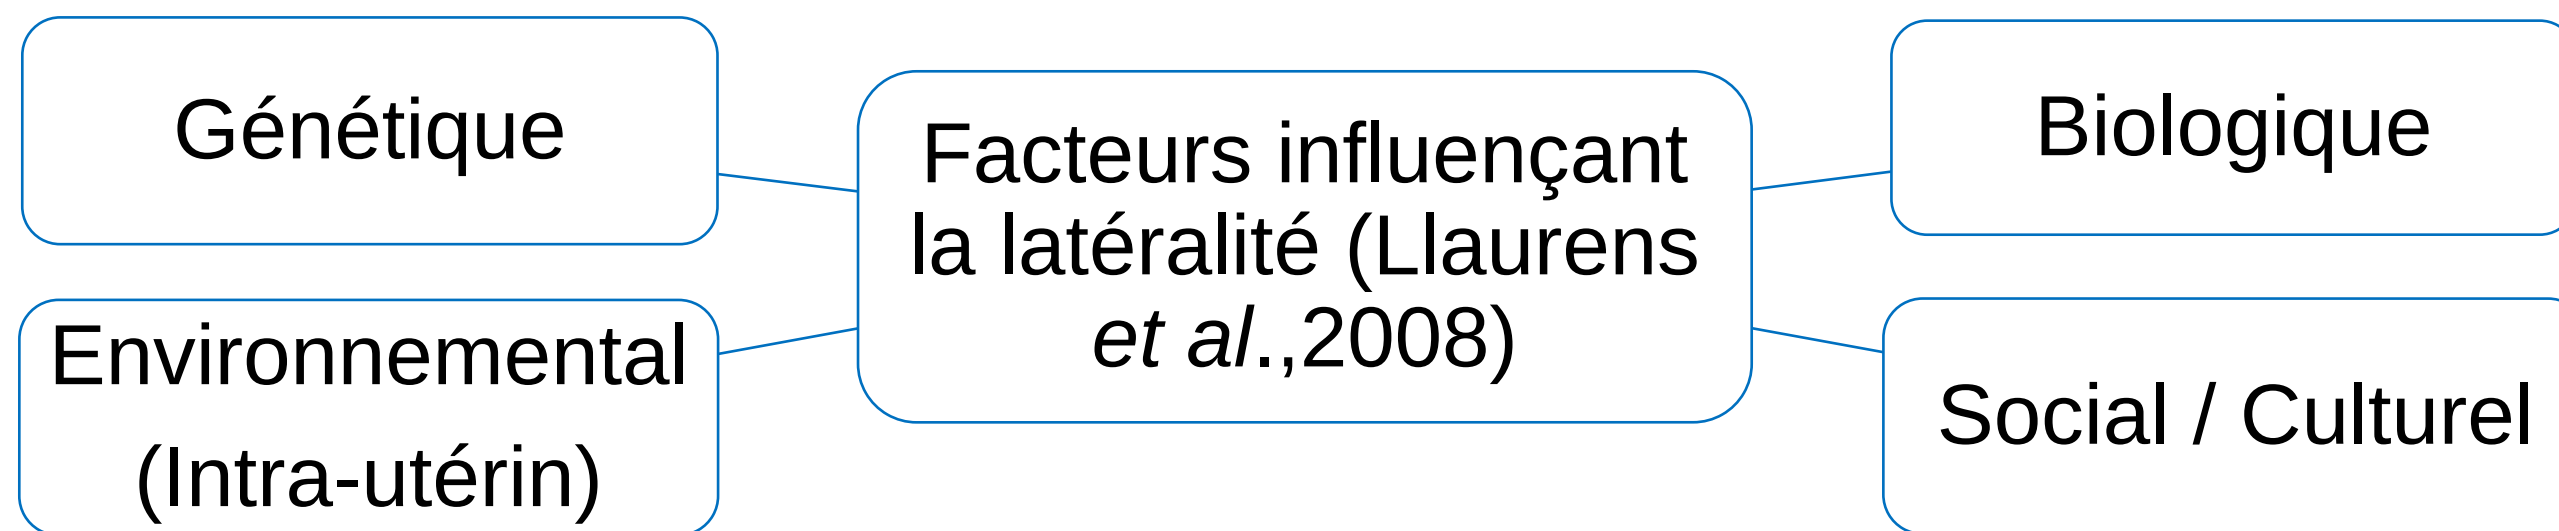 Génétique
Environnemental
(Intra-utérin)
Facteurs influençant
la latéralité (Llaurens
et al.,2008)
Biologique
Social / Culturel